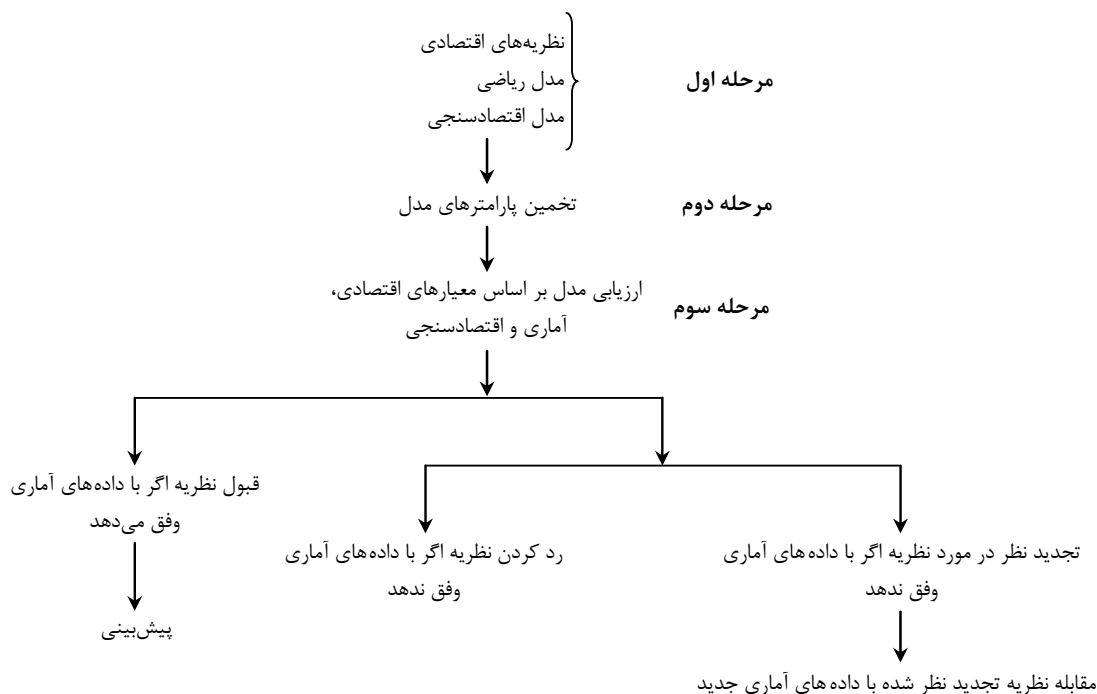 نظریه‌های اقتصادی
مدل ریاضی
مرحله اول
مدل اقتصادسنجی
مرحله دوم
تخمین پارامترهای مدل
ارزیابی مدل بر اساس معیارهای اقتصادی،
آماری و اقتصادسنجی
مرحله سوم
تجدید نظر در مورد نظریه اگر با داده‌های آماری
وفق ندهد
مقابله نظریه تجدید نظر شده با داده‌های آماری جدید
رد کردن نظریه اگر با داده‌های آماری
وفق ندهد
قبول نظریه اگر با داده‌های آماری
وفق می‌دهد
پیش‌بینی